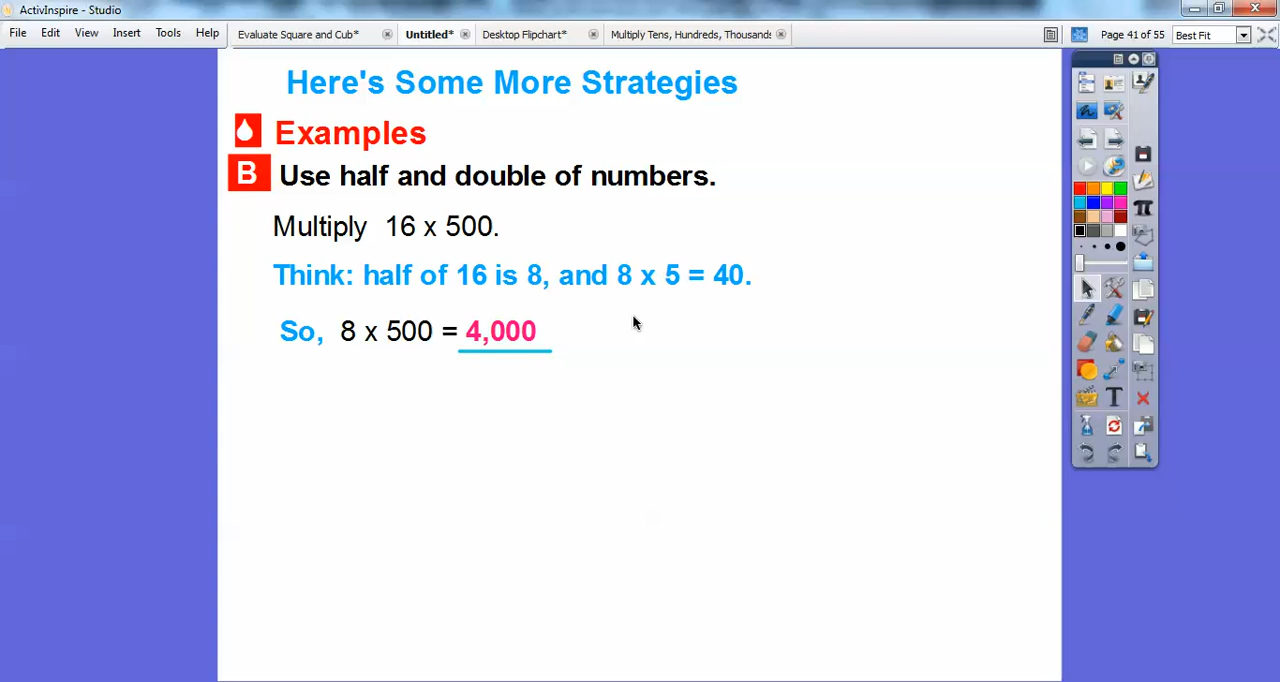 ActivInspire - Studio
File Edit View Insert Tools Help Evaluate Square and Cub* Untitled* Desktop Flipchart* Multiply Tens, Hundreds, Thousands Page 41 of 55 Best Fit
Here's Some More Strategies
Examples
B Use half and double of numbers.
Multiply 16 x 500.
Think: half of 16 is 8, and 8 x 5 = 40.
So, 8 x 500 = 4,000